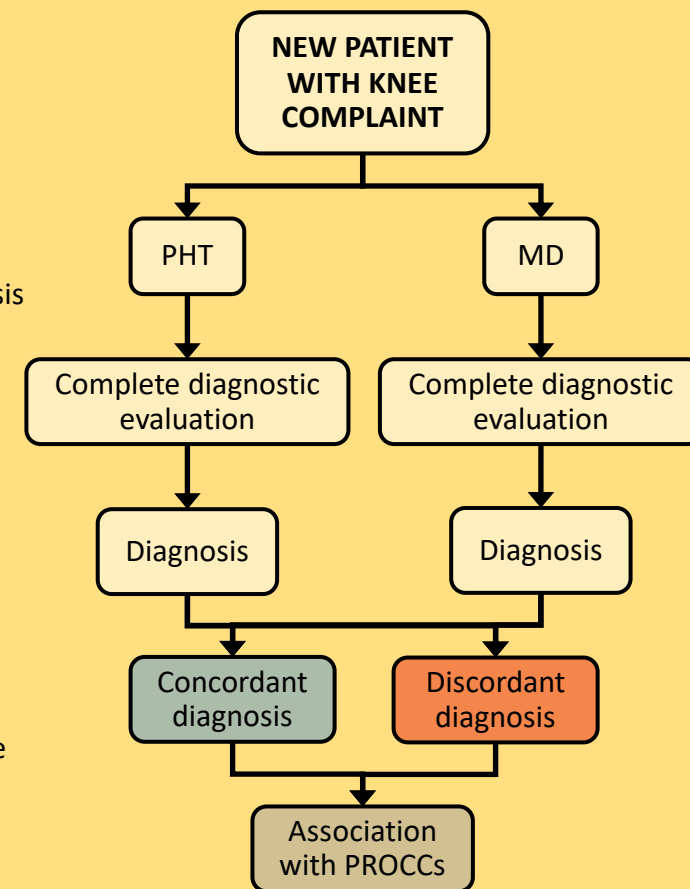 NEW PATIENT
WITH KNEE
COMPLAINT
PHT
MD
Complete diagnostic
evaluation
Complete diagnostic
evaluation
Diagnosis
Diagnosis
Concordant
diagnosis
Discordant
diagnosis
Association
with PROCCs